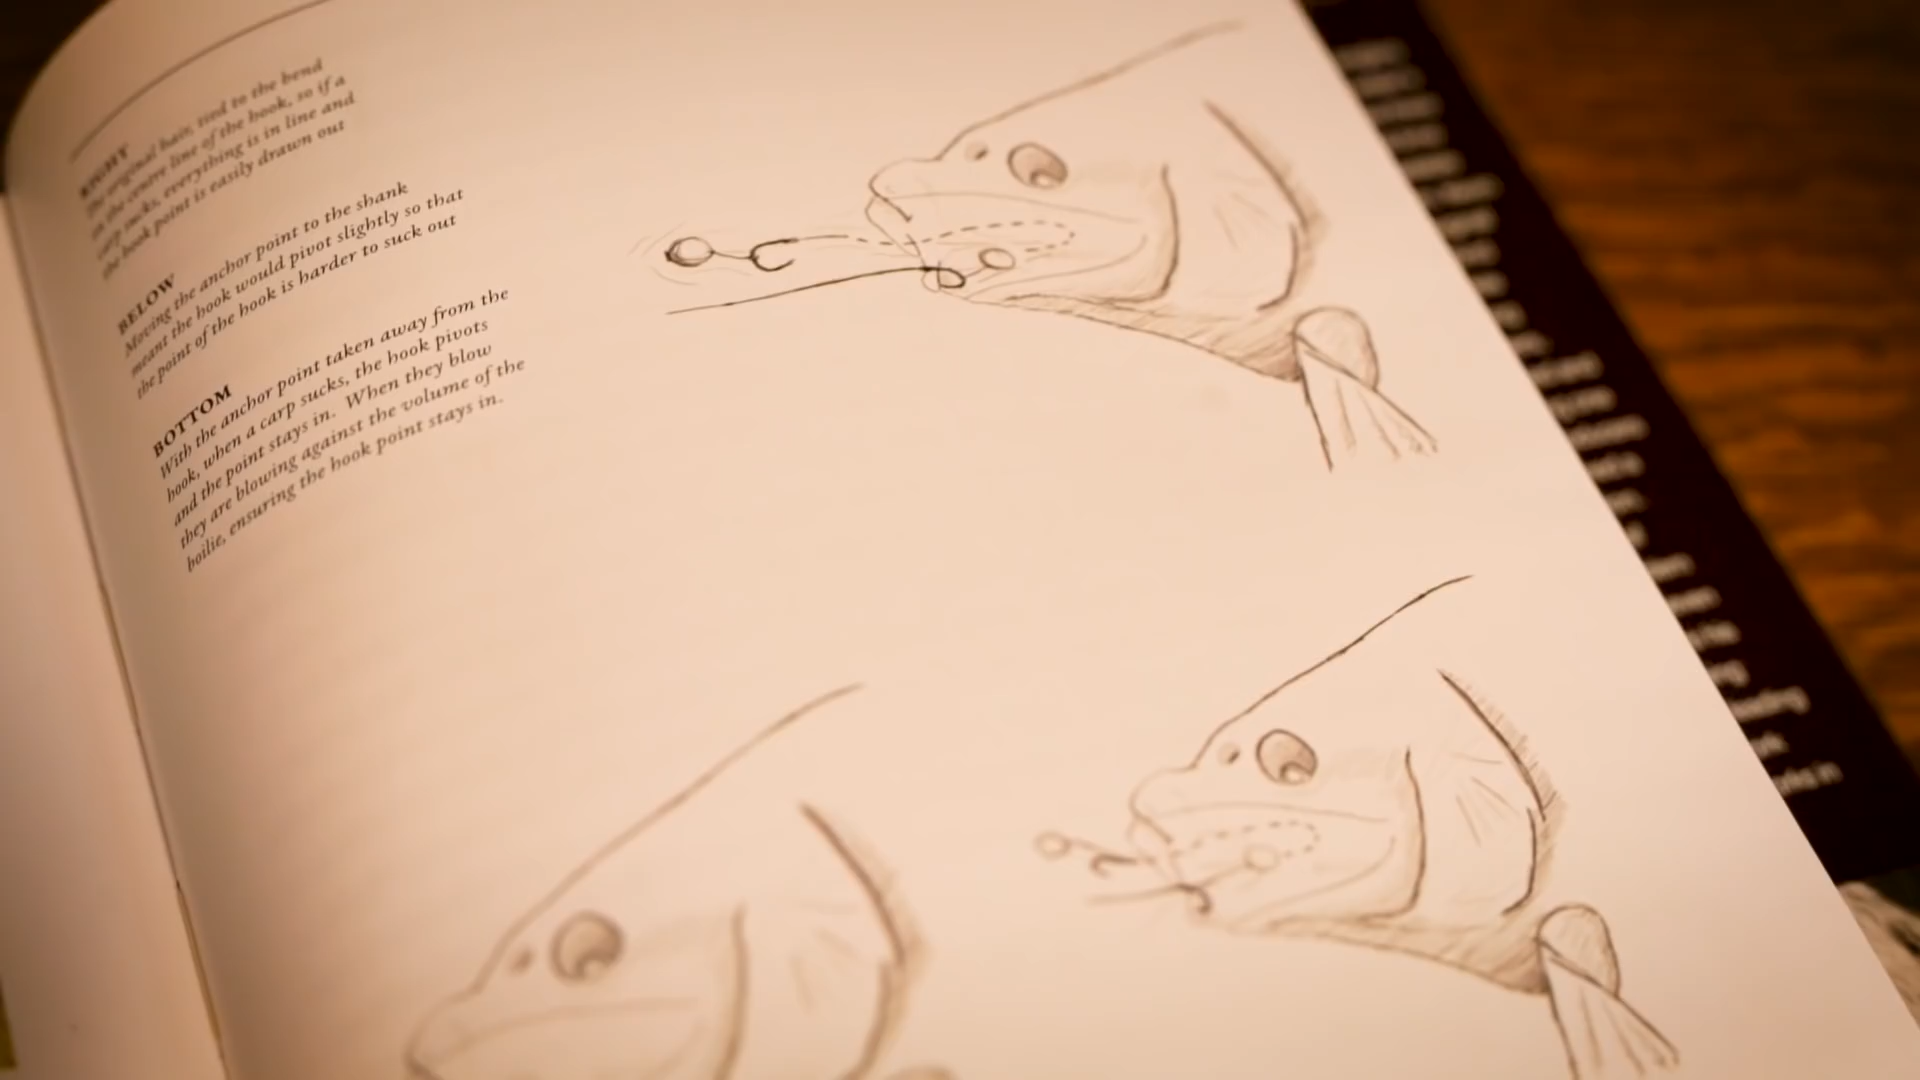 RIGHT
The original hair, tied to the bend
in the centre line of the hook, so if a
carp sucks, everything is in line and
the hook point is easily drawn out
BELOW
Moving the anchor point to the shank
meant the hook would pivot slightly so that
the point of the hook is harder to suck out
BOTTOM
With the anchor point taken away from the
hook, when a carp sucks, the hook pivots
and the point stays in. When they blow
they are blowing against the volume of the
boilie, ensuring the hook point stays in.